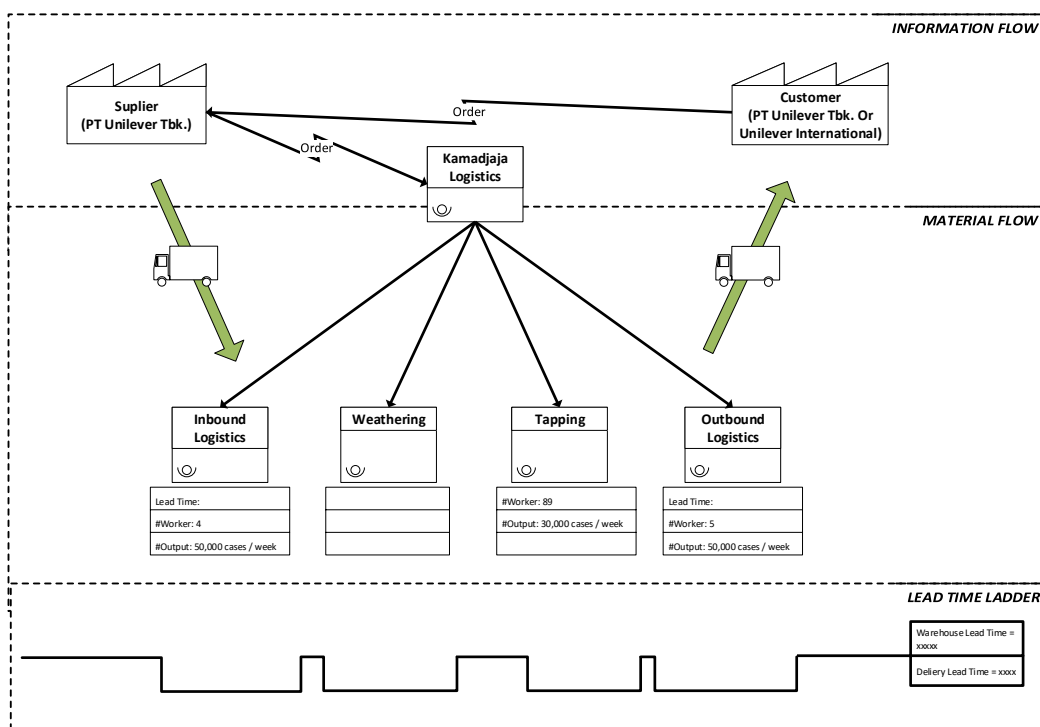 INFORMATION FLOW
Suplier
(PT Unilever Tbk.)
Customer
(PT Unilever Tbk. Or
Unilever International)
Order
Order
Kamadjaja
Logistics
MATERIAL FLOW
Inbound
Logistics
Weathering
Tapping
Outbound
Logistics
Lead Time:
#Worker: 4
#Output: 50,000 cases / week
#Worker: 89
#Output: 30,000 cases / week
Lead Time:
#Worker: 5
#Output: 50,000 cases / week
LEAD TIME LADDER
Warehouse Lead Time =
xxxxx
Deliery Lead Time = xxxx